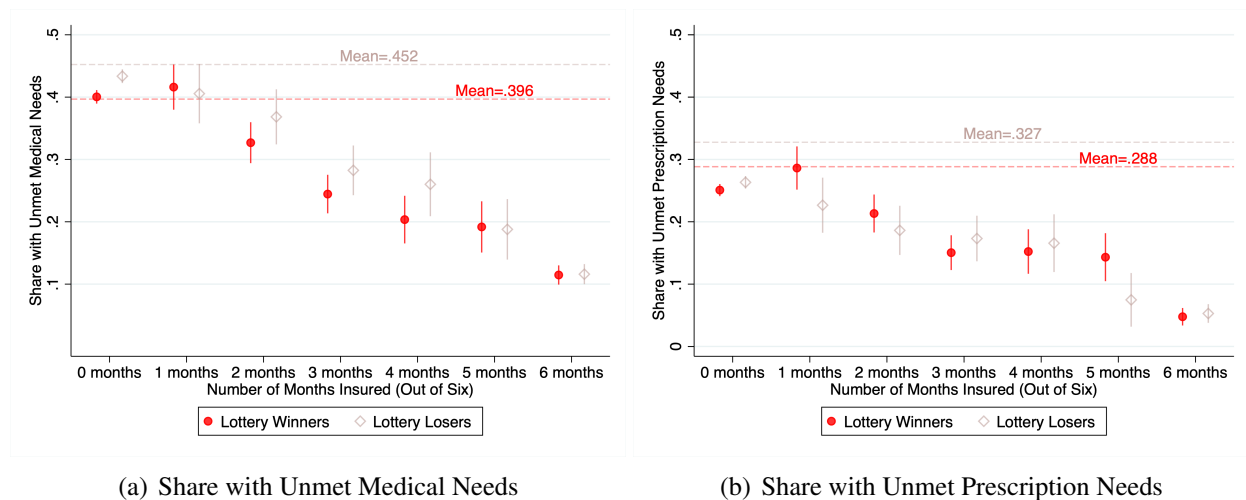 Share with Unmet Medical Needs
.5
.4
.3
.2
.1
Mean=.452
Mean=.396
0 months 1 months 2 months 3 months 4 months 5 months 6 months
Number of Months Insured (Out of Six)
Lottery Winners Lottery Losers
(a) Share with Unmet Medical Needs
Share with Unmet Prescription Needs
.5
.4
.3
.2
.1
0
Mean=.327
Mean=.288
0 months 1 months 2 months 3 months 4 months 5 months 6 months
Number of Months Insured (Out of Six)
Lottery Winners Lottery Losers
(b) Share with Unmet Prescription Needs